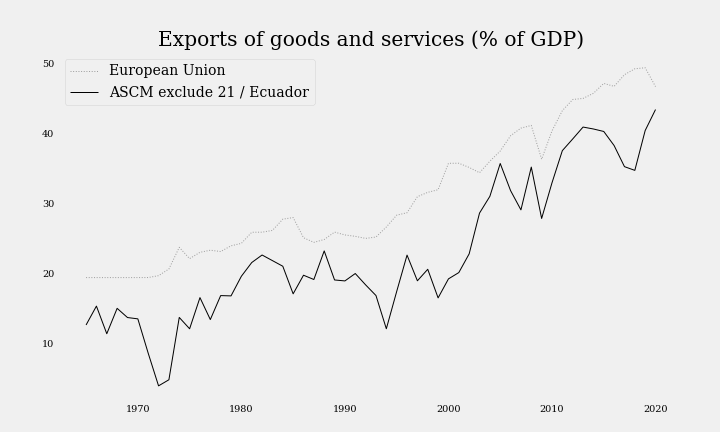 Exports of goods and services (% of GDP)
European Union
ASCM exclude 21 / Ecuador
50
40
30
20
10
1970 1980 1990 2000 2010 2020